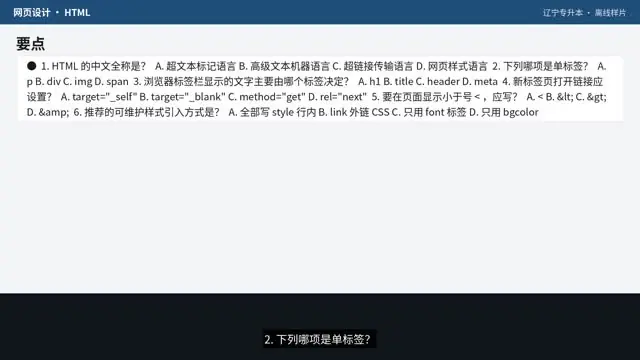 网页设计 • HTML
辽宁专升本 • 离线样片
要点
● 1. HTML 的中文全称是? A. 超文本标记语言 B. 高级文本机器语言 C. 超链接传输语言 D. 网页样式语言 2. 下列哪项是单标签? A.
p B. div C. img D. span 3. 浏览器标签栏显示的文字主要由哪个标签决定? A. h1 B. title C. header D. meta 4. 新标签页打开链接应
设置? A. target="_self" B. target="_blank" C. method="get" D. rel="next" 5. 要在页面显示小于号 <，应写? A. < B. &lt; C. &gt;
D. &amp; 6. 推荐的可维护样式引入方式是? A. 全部写 style 行内 B. link 外链 CSS C. 只用 font 标签 D. 只用 bgcolor
2. 下列哪项是单标签?